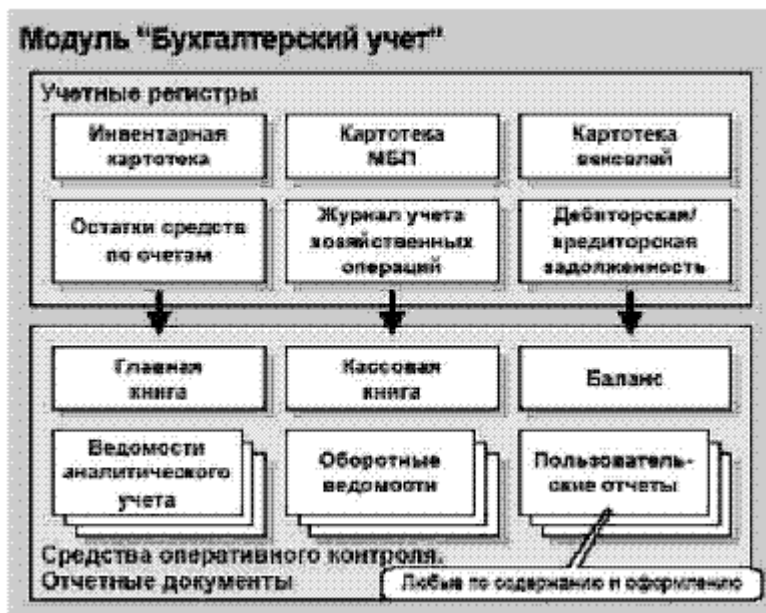 Модуль "Бухгалтерский учет"
Учетные регистры
Инвентарная
картотека
Картотека
МБП
Картотека
векселей
Остатки средств
по счетам
Журнал учета
хозяйственных
операций
Дебиторская/
кредиторская
задолженность
Главная
книга
Кассовая
книга
Баланс
Ведомости
аналитического
учета
Оборотные
ведомости
Пользователь-
ские отчеты
Средства оперативного контроля.
Отчетные документы
Любые по содержанию и оформлению